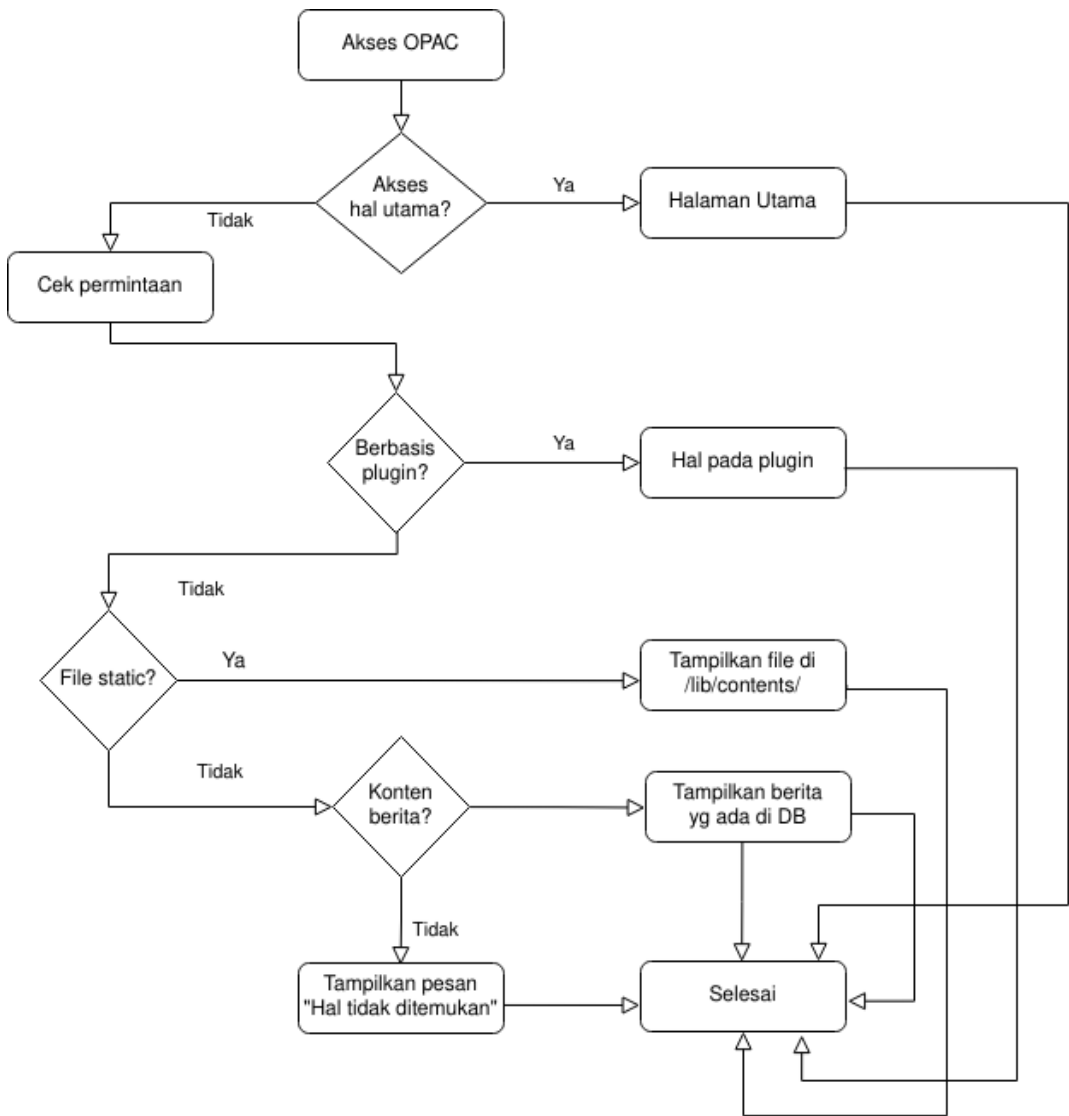 Akses OPAC
Akses
hal utama?
Ya
Halaman Utama
Tidak
Cek permintaan
Berbasis
plugin?
Ya
Hal pada plugin
Tidak
File static?
Ya
Tampilkan file di
/lib/contents/
Tidak
Konten
berita?
Tampilkan berita
yg ada di DB
Tidak
Tampilkan pesan
"Hal tidak ditemukan"
Selesai